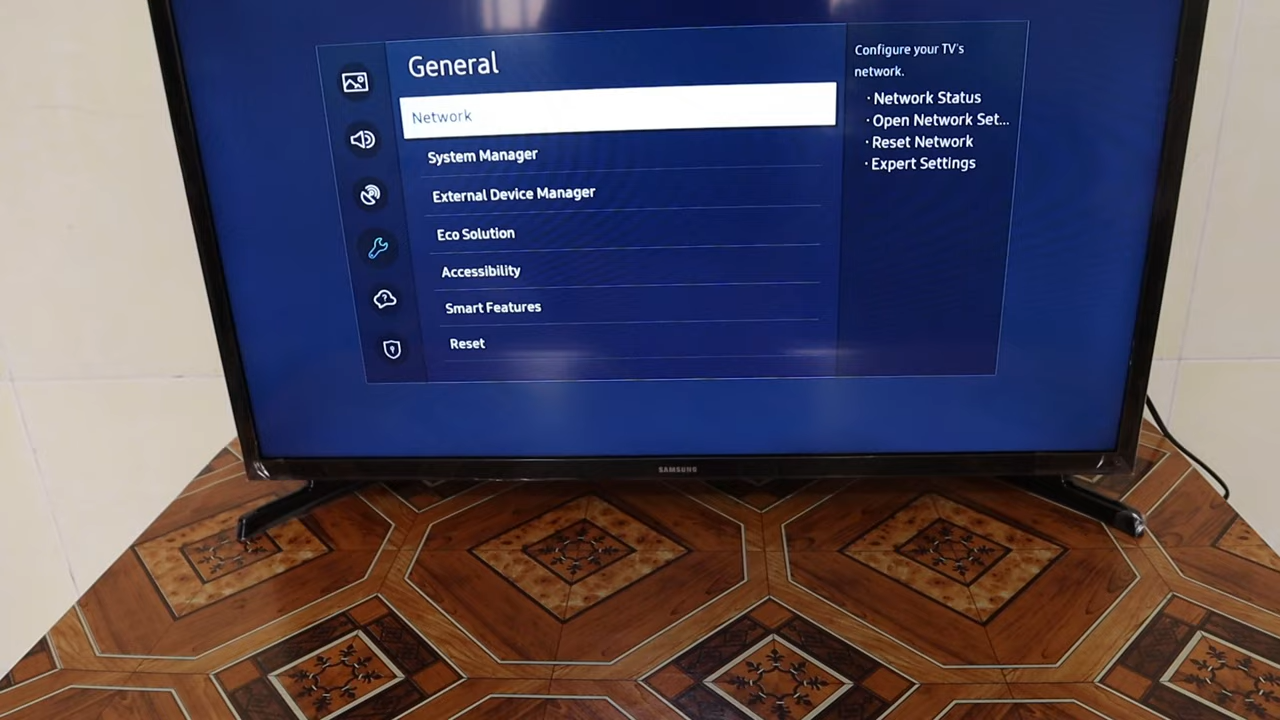 General
Network
System Manager
External Device Manager
Eco Solution
Accessibility
Smart Features
Reset
Configure your TV's
network.
· Network Status
· Open Network Set...
· Reset Network
· Expert Settings
SAMSUNG